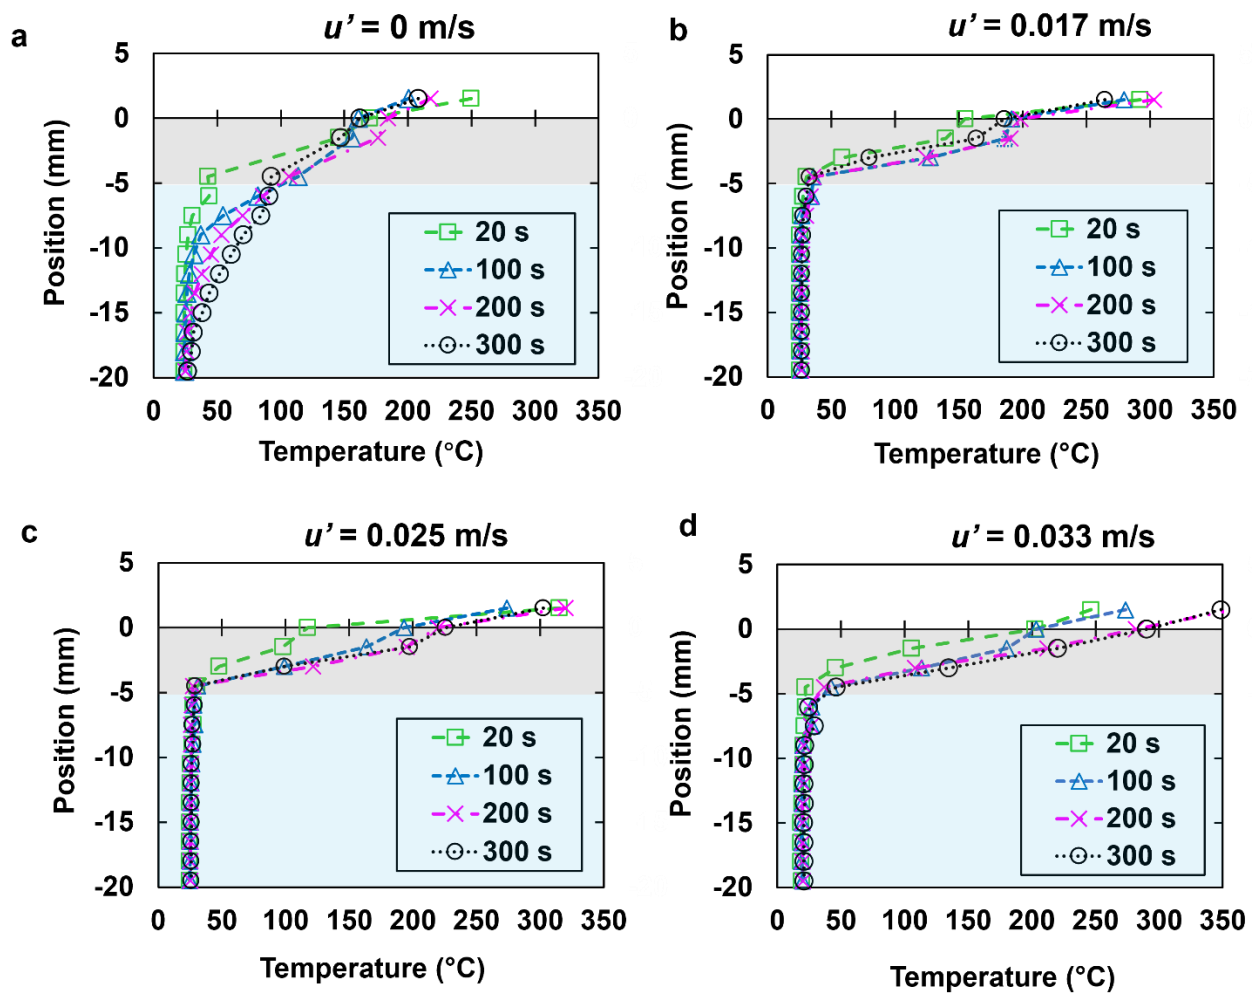 a
u’ = 0 m/s
5
0
-5
-10
-15
-20
Position (mm)
20 s
100 s
200 s
300 s
0 50 100 150 200 250 300 350
Temperature (°C)
b
u’ = 0.017 m/s
5
0
-5
-10
-15
-20
Position (mm)
20 s
100 s
200 s
300 s
0 50 100 150 200 250 300 350
Temperature (°C)
c
u’ = 0.025 m/s
5
0
-5
-10
-15
-20
Position (mm)
20 s
100 s
200 s
300 s
0 50 100 150 200 250 300 350
Temperature (°C)
d
u’ = 0.033 m/s
5
0
-5
-10
-15
-20
Position (mm)
20 s
100 s
200 s
300 s
0 50 100 150 200 250 300 350
Temperature (°C)